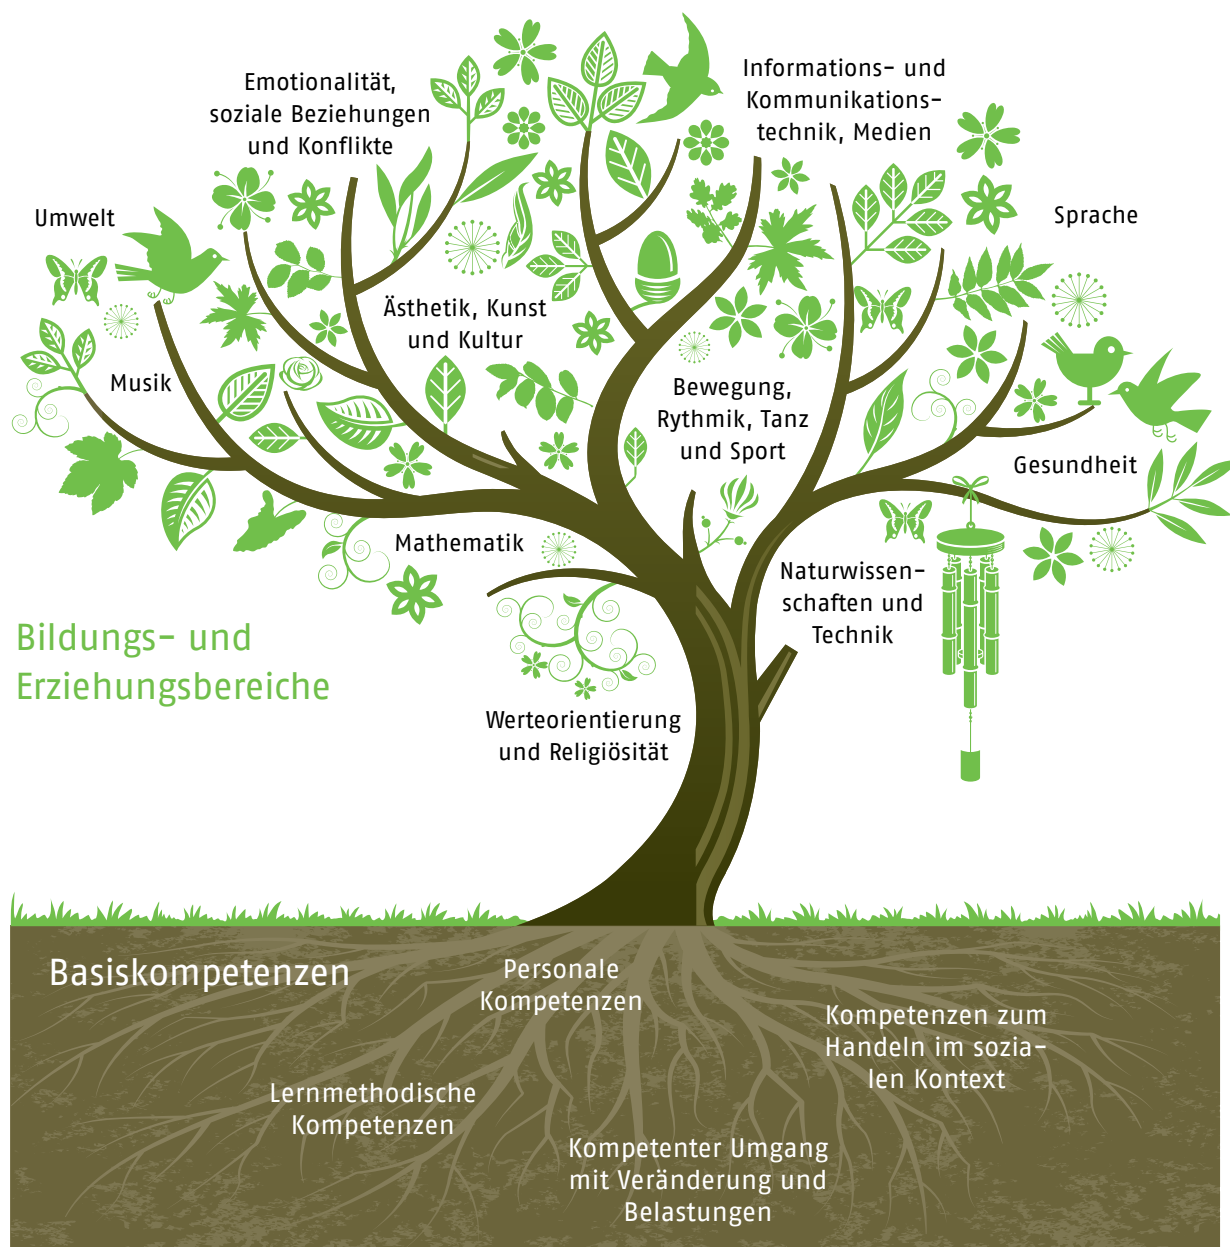 Emotionalität,
soziale Beziehungen
und Konflikte
Informations- und
Kommunikations-
technik, Medien
Umwelt
Sprache
Ästhetik, Kunst
und Kultur
Musik
Bewegung,
Rythmik, Tanz
und Sport
Gesundheit
Mathematik
Naturwissen-
schaften und
Technik
Bildungs- und
Erziehungsbereiche
Werteorientierung
und Religiösität
Basiskompetenzen
Personale
Kompetenzen
Kompetenzen zum
Handeln im sozia-
len Kontext
Lernmethodische
Kompetenzen
Kompetenter Umgang
mit Veränderung und
Belastungen